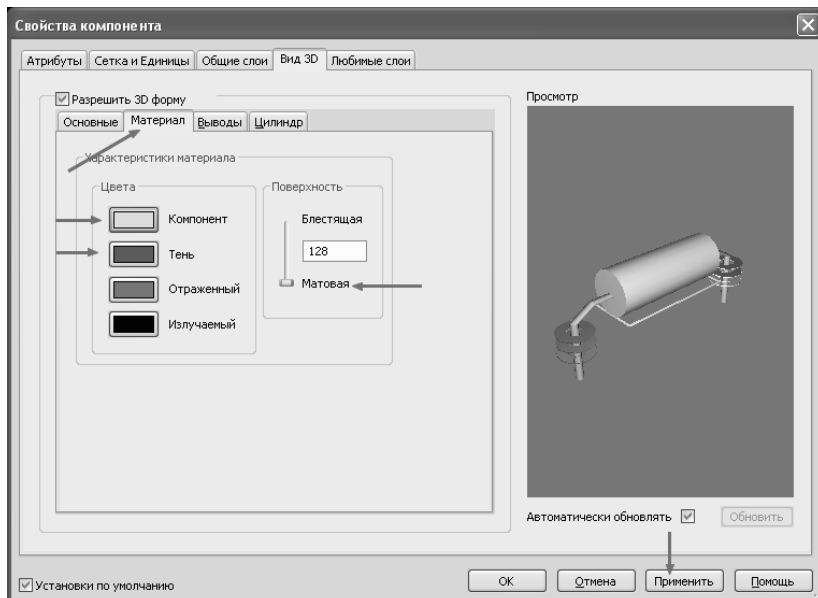 Свойства компонента
Атрибуты Сетка и Единицы Общие слои Вид 3D Любимые слои
Разрешить 3D форму
Просмотр
Основные Материал Выводы Цилиндр
Характеристики материала
Цвета
Поверхность
Компонент
Блестящая
Тень
128
Отраженный
Матовая
Излучаемый
Автоматически обновлять Обновить
Установки по умолчанию
OK Отмена Применить Помощь